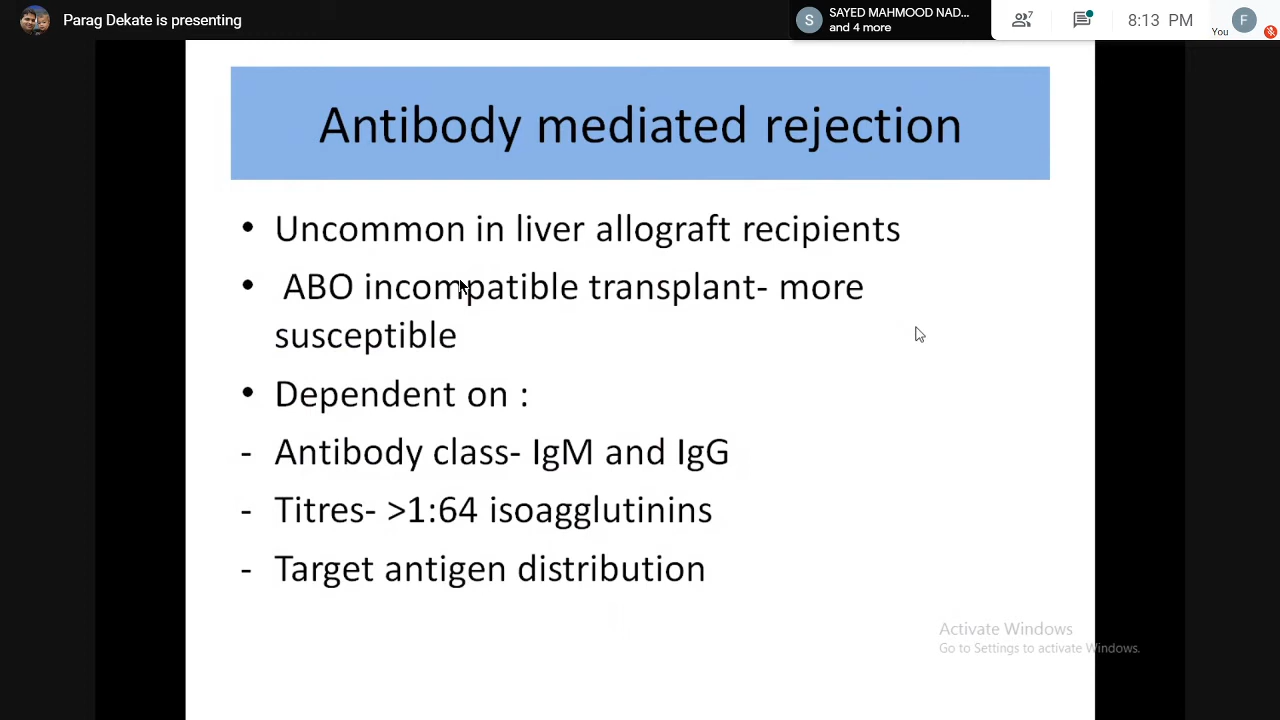 Parag Dekate is presenting
S
SAYED MAHMOOD NAD...
and 4 more
7
8:13 PM
You
F
Antibody mediated rejection
• Uncommon in liver allograft recipients
• ABO incompatible transplant- more
susceptible
• Dependent on :
- Antibody class- IgM and IgG
- Titres- >1:64 isoagglutinins
- Target antigen distribution
Activate Windows
Go to Settings to activate Windows.